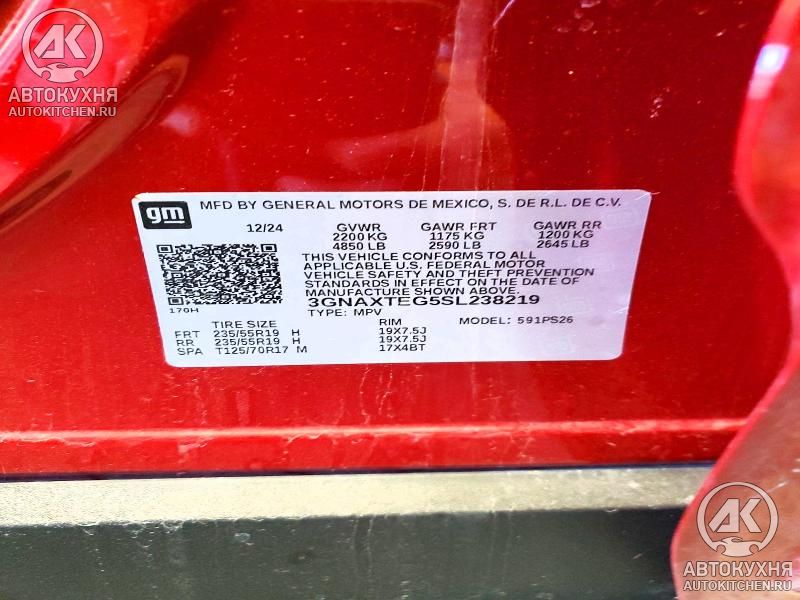 AK
АВТОКУХНЯ
AUTOKITCHEN.RU
gm MFD BY GENERAL MOTORS DE MEXICO, S. DE R.L. DE C.V.
12/24 GVWR GAWR FRT GAWR RR
2200 KG 1175 KG 1200 KG
4850 LB 2590 LB 2645 LB
THIS VEHICLE CONFORMS TO ALL
APPLICABLE U.S. FEDERAL MOTOR
VEHICLE SAFETY AND THEFT PREVENTION
STANDARDS IN EFFECT ON THE DATE OF
MANUFACTURE SHOWN ABOVE.
3GNAXTEG5SL238219
170H TYPE: MPV MODEL: 591PS26
TIRE SIZE RIM
FRT 235/55R19 H 19X7.5J
RR 235/55R19 H 19X7.5J
SPA T125/70R17 M 17X4BT
AK
АВТОКУХНЯ
AUTOKITCHEN.RU